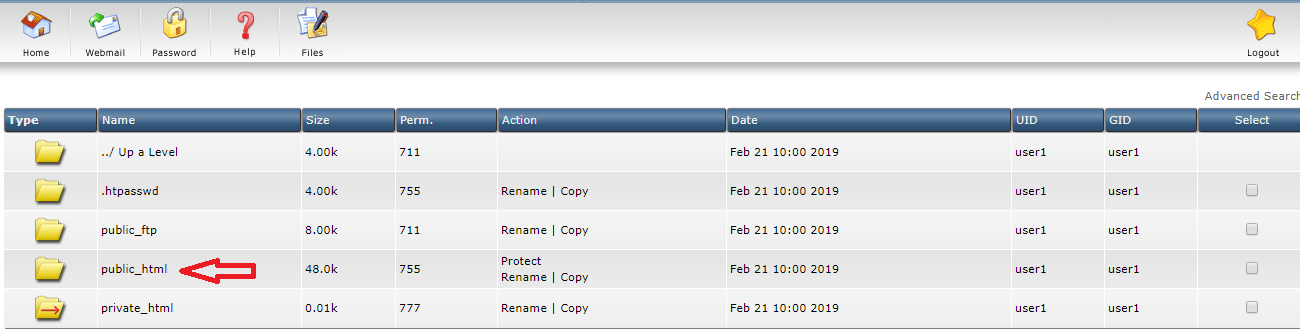 Home Webmail Password Help Files Logout
Advanced Search
Type Name Size Perm. Action Date UID GID Select
../ Up a Level 4.00k 711 Feb 21 10:00 2019 user1 user1
.htpasswd 4.00k 755 Rename | Copy Feb 21 10:00 2019 user1 user1
public_ftp 8.00k 711 Rename | Copy Feb 21 10:00 2019 user1 user1
Protect
public_html 48.0k 755 Rename | Copy Feb 21 10:00 2019 user1 user1
private_html 0.01k 777 Rename | Copy Feb 21 10:00 2019 user1 user1